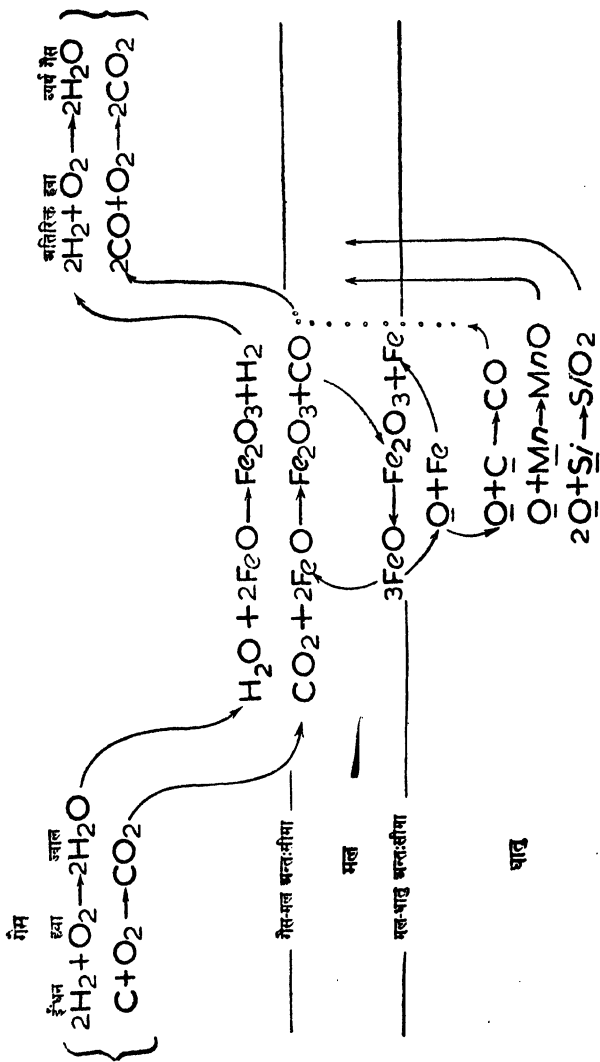 गैस
ईंधन हवा ज्वाल
2H2+O2→2H2O
C+O2→CO2
अतिरिक्त हवा व्यर्थ गैस
2H2+O2→2H2O
2CO+O2→2CO2
H2O+2FeO→Fe2O3+H2
CO2+2FeO→Fe2O3+CO
गैस-मल अन्तःसीमा
मल
3FeO←Fe2O3+Fe
मल-धातु अन्तःसीमा
O+Fe
धातु
O+C→CO
O+Mn→MnO
2O+Si→SiO2